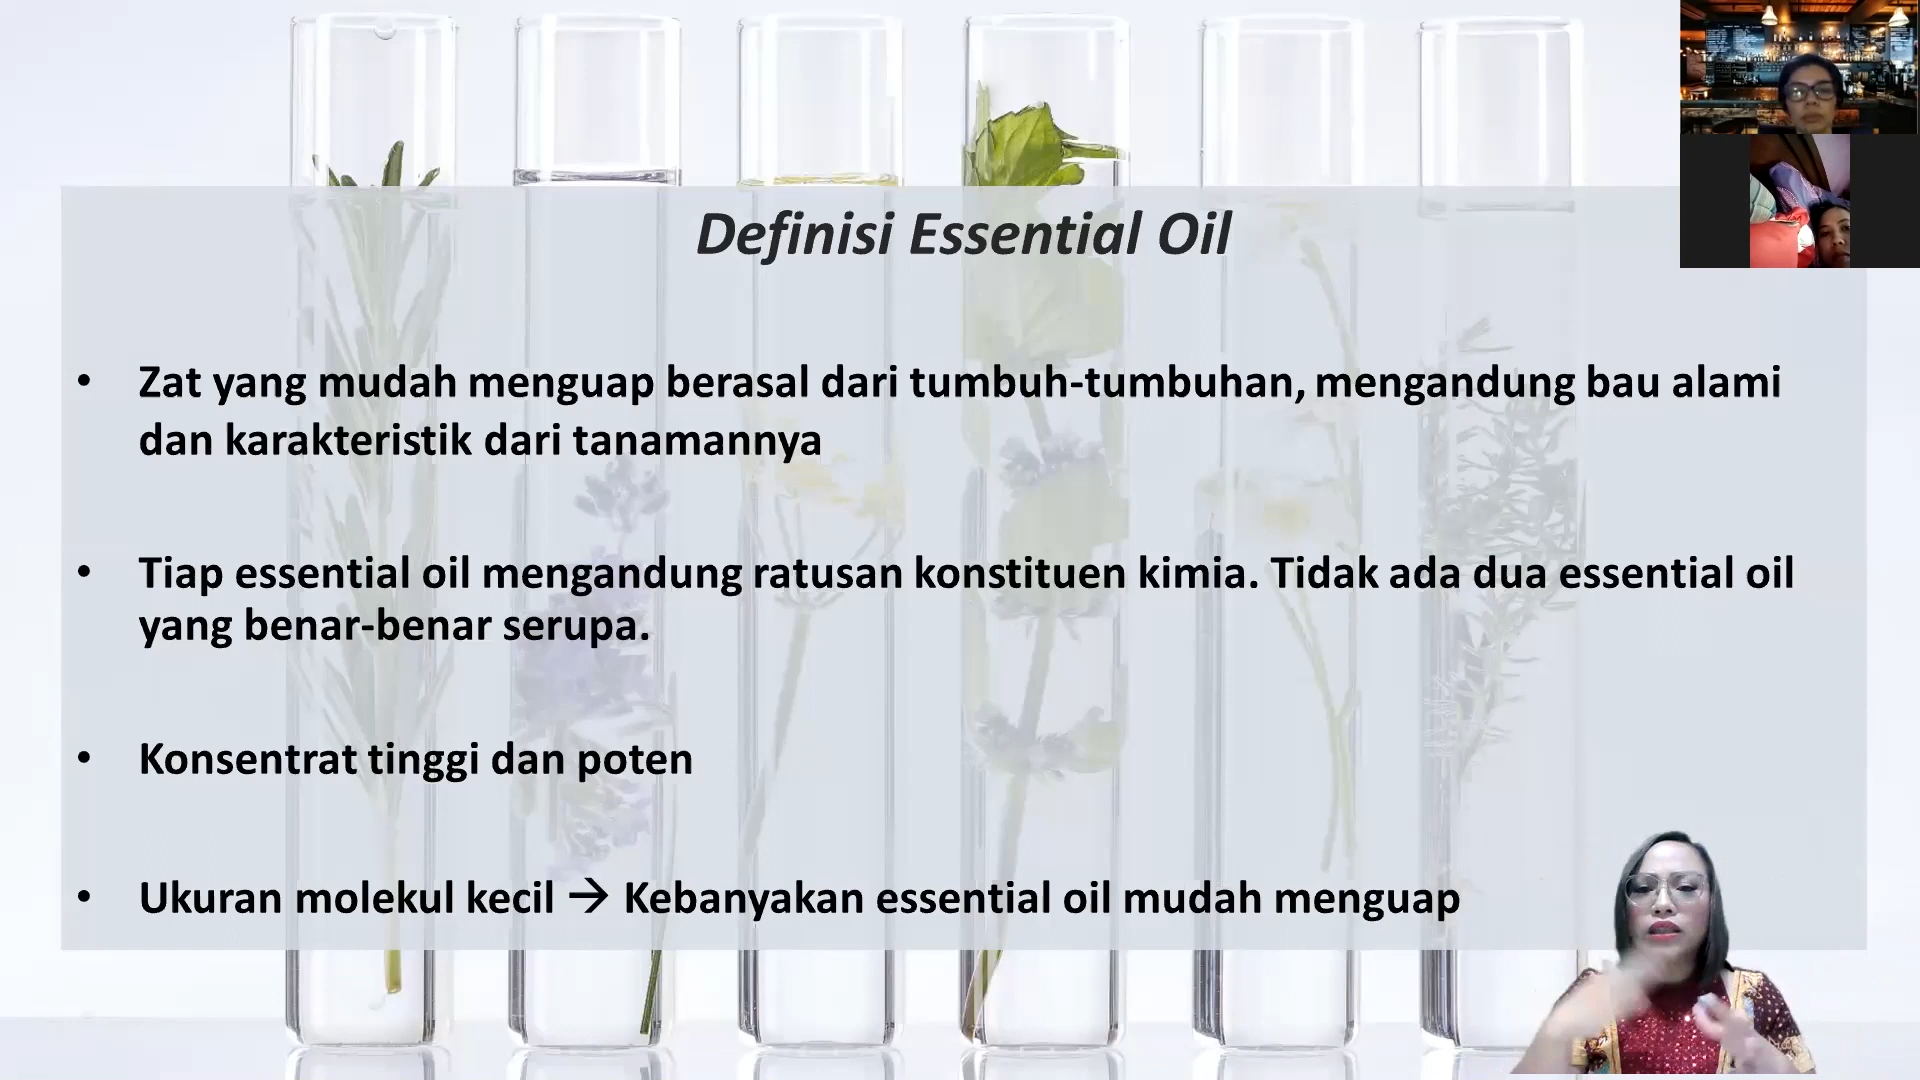 Definisi Essential Oil
• Zat yang mudah menguap berasal dari tumbuh-tumbuhan, mengandung bau alami
dan karakteristik dari tanamannya
• Tiap essential oil mengandung ratusan konstituen kimia. Tidak ada dua essential oil
yang benar-benar serupa.
• Konsentrat tinggi dan poten
• Ukuran molekul kecil → Kebanyakan essential oil mudah menguap